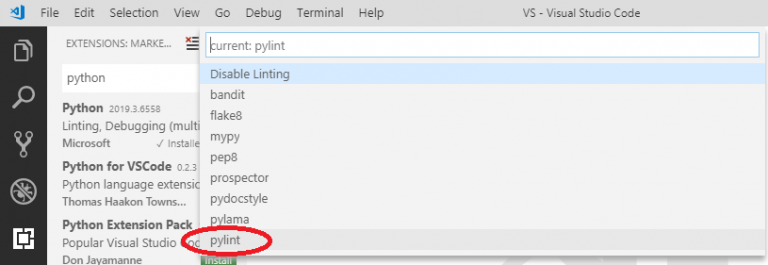 File Edit Selection View Go Debug Terminal Help VS - Visual Studio Code
EXTENSIONS: MARKE...
python
Python 2019.3.6558
Linting, Debugging (multi
Microsoft ✓ Installe
Python for VSCode 0.2.3
Python language extensio
Thomas Haakon Towns...
Python Extension Pack
Popular Visual Studio Co
Don Jayamanne Install
current: pylint
Disable Linting
bandit
flake8
mypy
pep8
prospector
pydocstyle
pylama
pylint